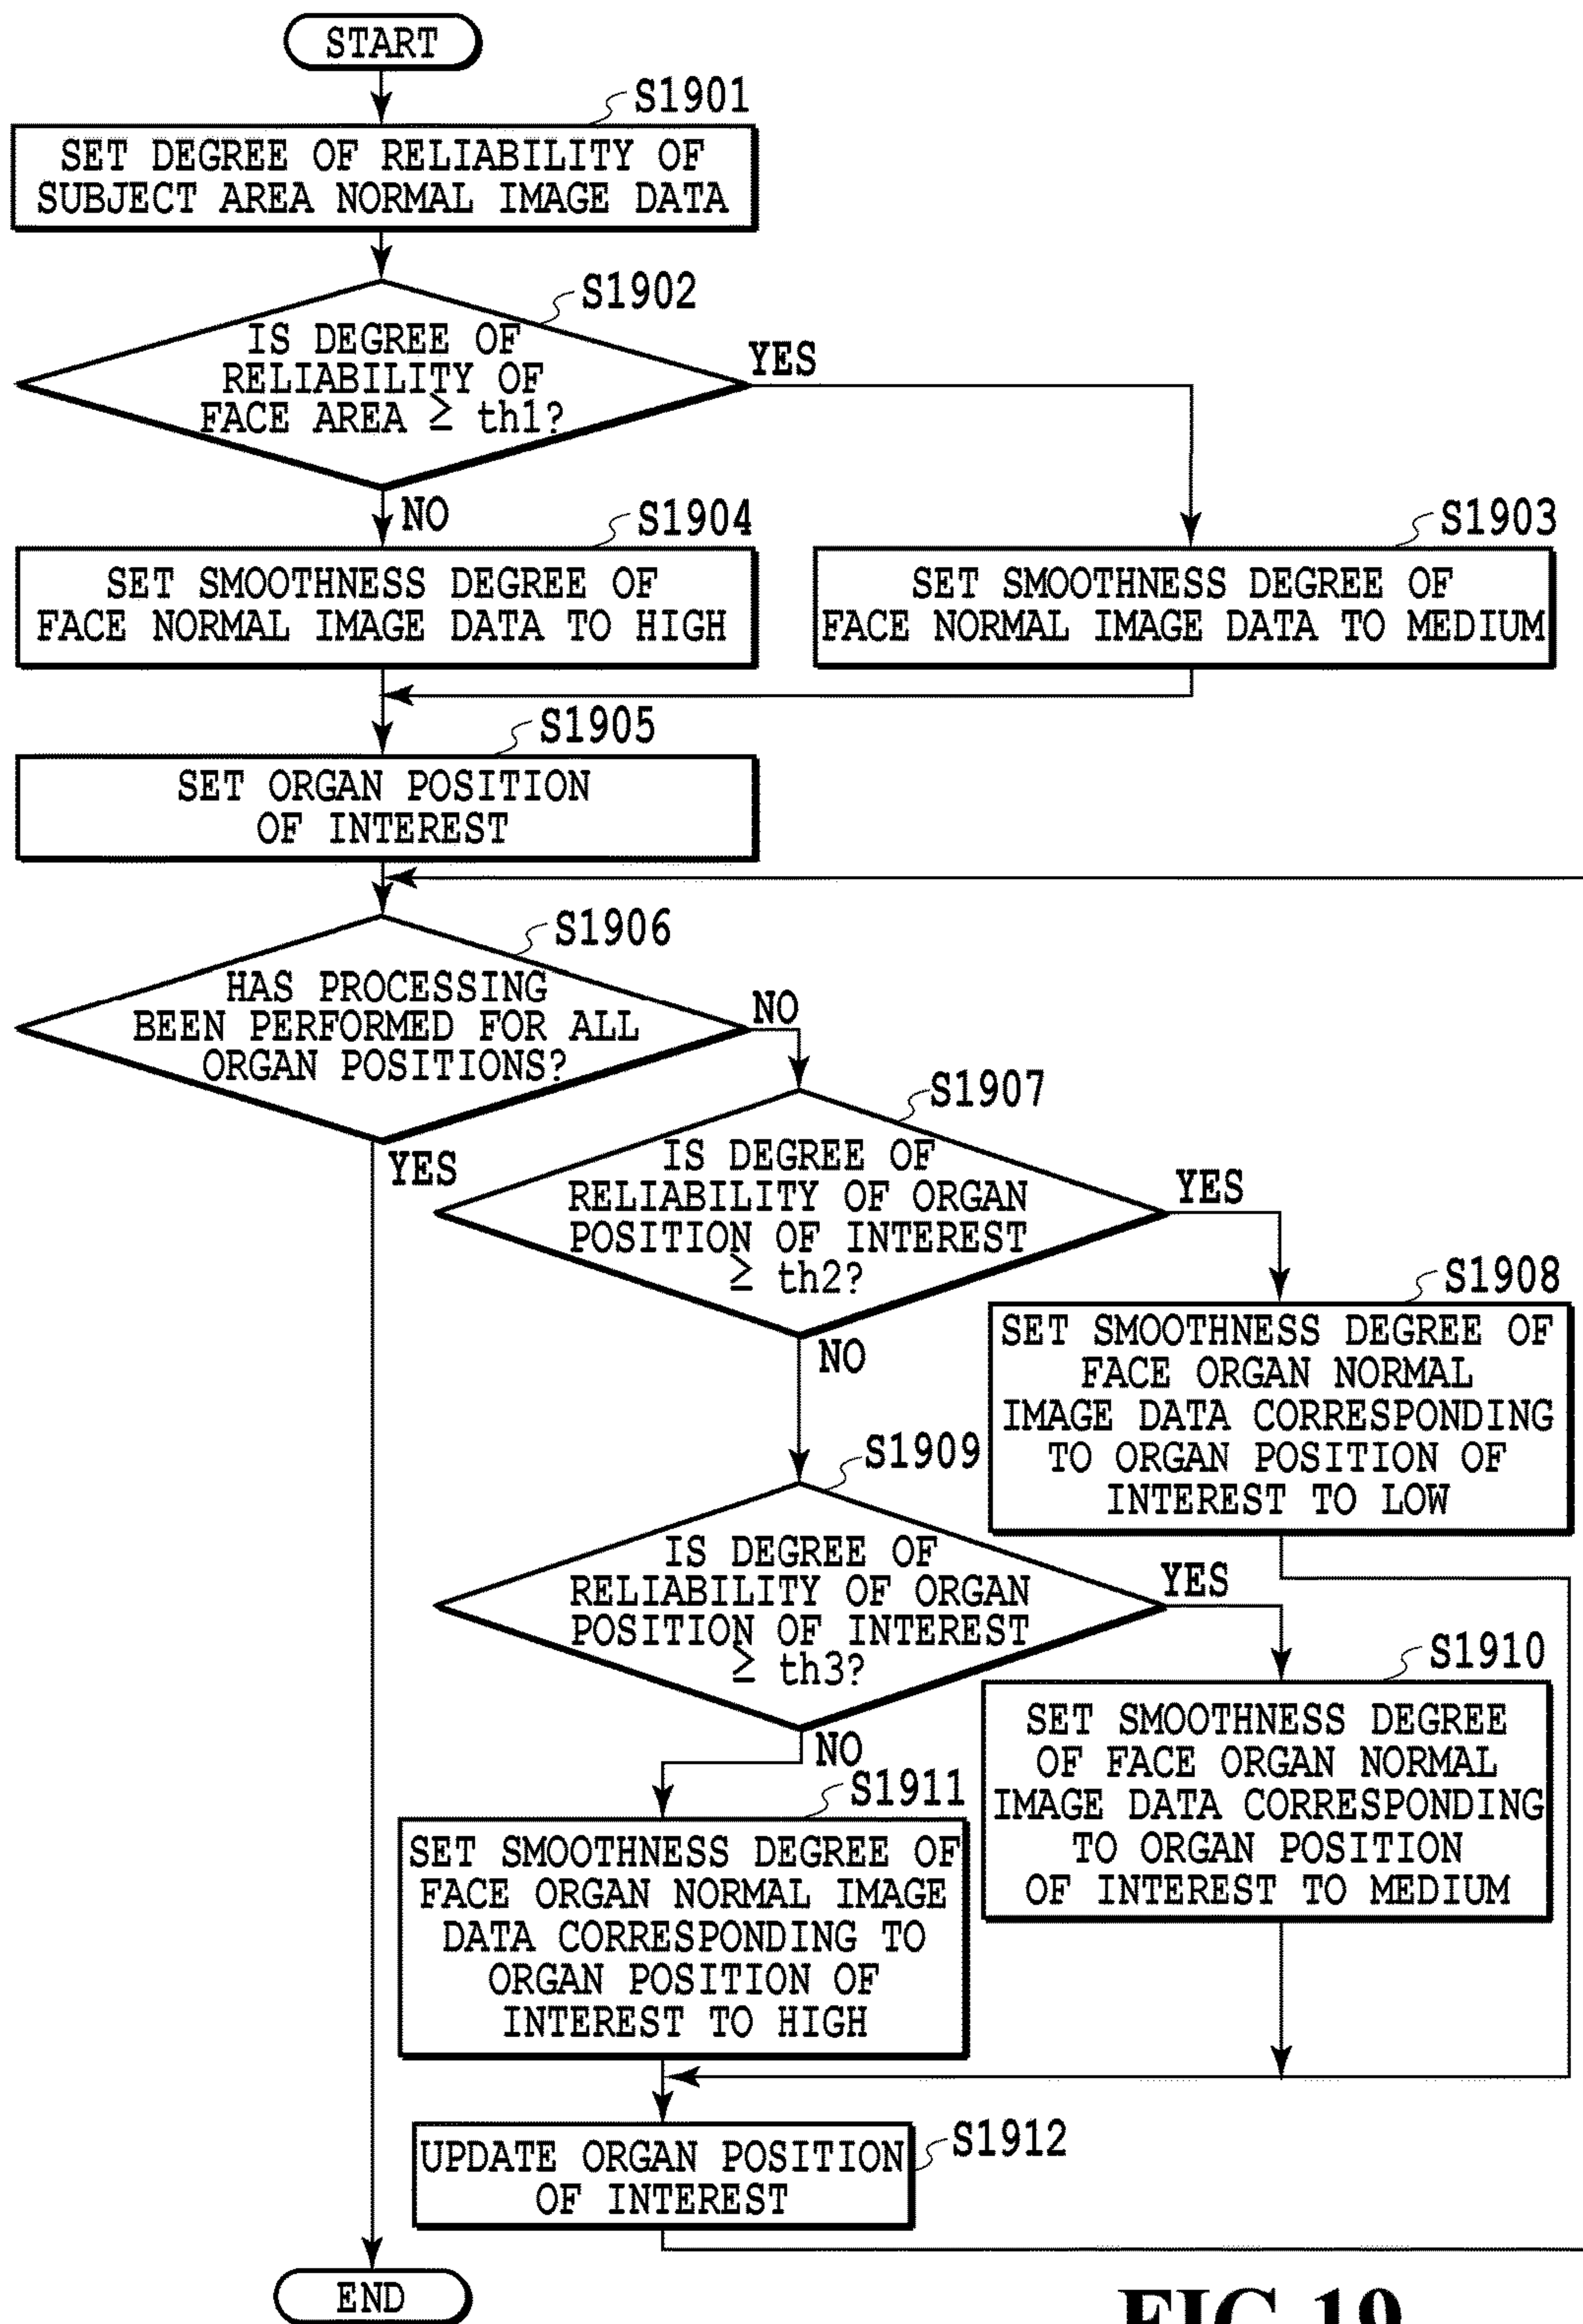 START
S1901
SET DEGREE OF RELIABILITY OF
SUBJECT AREA NORMAL IMAGE DATA
S1902
IS DEGREE OF
RELIABILITY OF
FACE AREA ≥ th1?
YES
NO
S1904
SET SMOOTHNESS DEGREE OF
FACE NORMAL IMAGE DATA TO HIGH
S1903
SET SMOOTHNESS DEGREE OF
FACE NORMAL IMAGE DATA TO MEDIUM
S1905
SET ORGAN POSITION
OF INTEREST
S1906
HAS PROCESSING
BEEN PERFORMED FOR ALL
ORGAN POSITIONS?
NO
YES
S1907
IS DEGREE OF
RELIABILITY OF ORGAN
POSITION OF INTEREST
≥ th2?
YES
NO
S1908
SET SMOOTHNESS DEGREE OF
FACE ORGAN NORMAL
IMAGE DATA CORRESPONDING
TO ORGAN POSITION OF
INTEREST TO LOW
S1909
IS DEGREE OF
RELIABILITY OF ORGAN
POSITION OF INTEREST
≥ th3?
YES
NO
S1910
SET SMOOTHNESS DEGREE
OF FACE ORGAN NORMAL
IMAGE DATA CORRESPONDING
TO ORGAN POSITION
OF INTEREST TO MEDIUM
S1911
SET SMOOTHNESS DEGREE OF
FACE ORGAN NORMAL IMAGE
DATA CORRESPONDING TO
ORGAN POSITION OF
INTEREST TO HIGH
S1912
UPDATE ORGAN POSITION
OF INTEREST
END
FIG.19